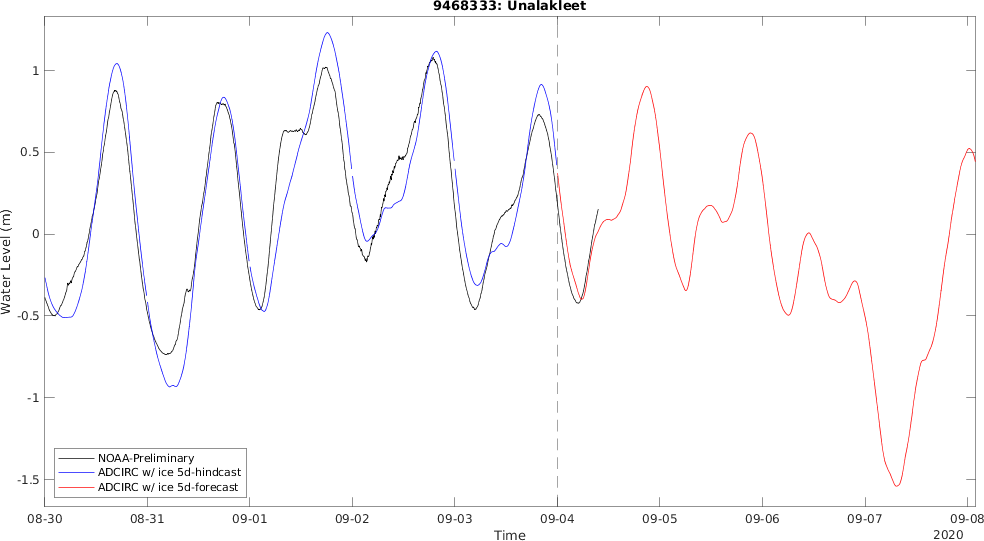 9468333: Unalakleet
Water Level (m)
1
0.5
0
-0.5
-1
-1.5
NOAA-Preliminary
ADCIRC w/ ice 5d-hindcast
ADCIRC w/ ice 5d-forecast
08-30 08-31 09-01 09-02 09-03 09-04 09-05 09-06 09-07 09-08
Time
2020